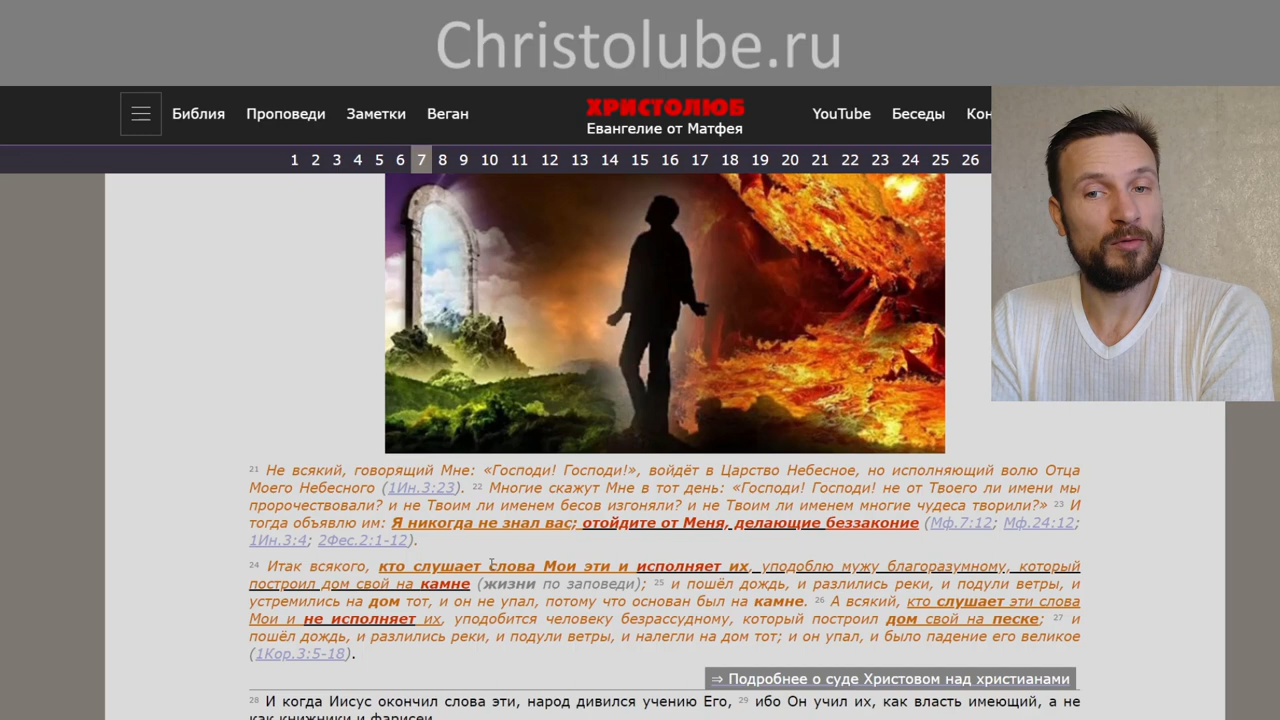 Christolube.ru
Библия Проповеди Заметки Веган ХРИСТОЛЮБ YouTube Беседы Кон
Евангелие от Матфея
1 2 3 4 5 6 7 8 9 10 11 12 13 14 15 16 17 18 19 20 21 22 23 24 25 26
21 Не всякий, говорящий Мне: «Господи! Господи!», войдёт в Царство Небесное, но исполняющий волю Отца
Моего Небесного (1Ин.3:23). 22 Многие скажут Мне в тот день: «Господи! Господи! не от Твоего ли имени мы
пророчествовали? и не Твоим ли именем бесов изгоняли? и не Твоим ли именем многие чудеса творили?» 23 И
тогда объявлю им: Я никогда не знал вас; отойдите от Меня, делающие беззаконие (Мф.7:12; Мф.24:12;
1Ин.3:4; 2Фес.2:1-12).
24 Итак всякого, кто слушает слова Мои эти и исполняет их, уподоблю мужу благоразумному, который
построил дом свой на камне (жизни по заповеди); 25 и пошёл дождь, и разлились реки, и подули ветры, и
устремились на дом тот, и он не упал, потому что основан был на камне. 26 А всякий, кто слушает эти слова
Мои и не исполняет их, уподобится человеку безрассудному, который построил дом свой на песке; 27 и
пошёл дождь, и разлились реки, и подули ветры, и налегли на дом тот; и он упал, и было падение его великое
(1Кор.3:5-18).
⇒ Подробнее о суде Христовом над христианами
28 И когда Иисус окончил слова эти, народ дивился учению Его, 29 ибо Он учил их, как власть имеющий, а не
как книжники и фарисеи